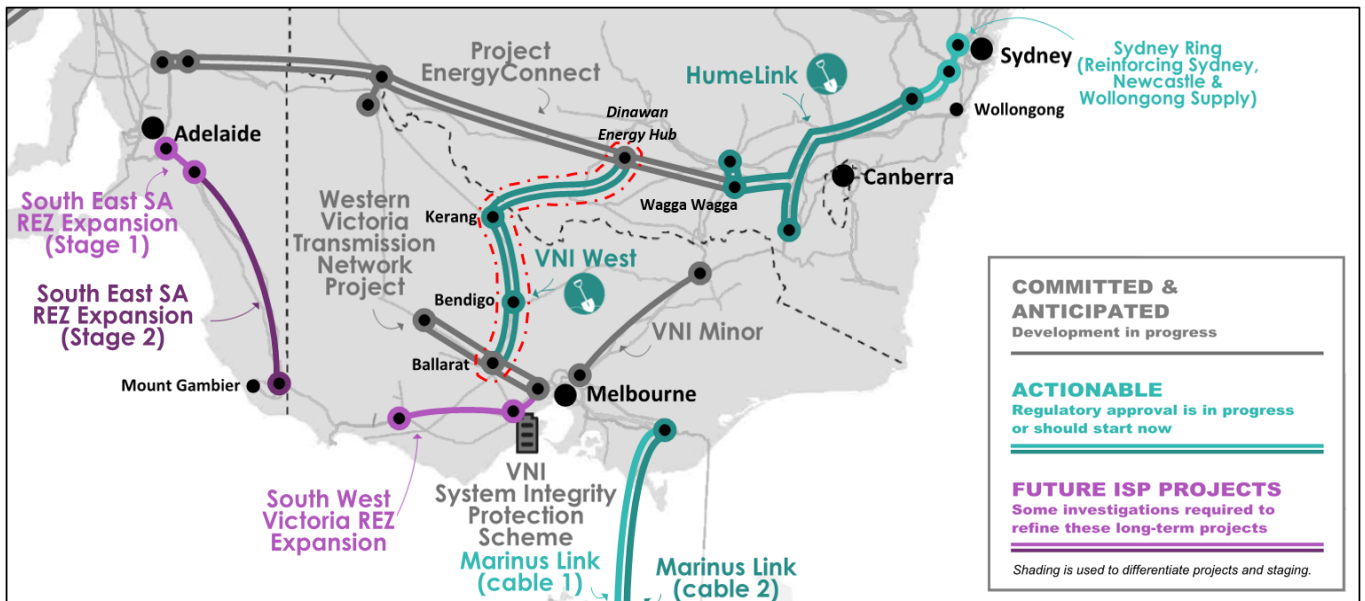 Project
EnergyConnect
HumeLink
Sydney
Sydney Ring
(Reinforcing Sydney,
Newcastle &
Wollongong Supply)
Wollongong
Dinawan
Energy Hub
Adelaide
Canberra
South East SA
REZ Expansion
(Stage 1)
Western
Victoria
Transmission
Network
Project
Kerang
Wagga Wagga
VNI West
South East SA
REZ Expansion
(Stage 2)
Bendigo
VNI Minor
Ballarat
Mount Gambier
Melbourne
South West
Victoria REZ
Expansion
VNI
System Integrity
Protection
Scheme
Marinus Link
(cable 1)
Marinus Link
(cable 2)
COMMITTED &
ANTICIPATED
Development in progress
ACTIONABLE
Regulatory approval is in progress
or should start now
FUTURE ISP PROJECTS
Some investigations required to
refine these long-term projects
Shading is used to differentiate projects and staging.